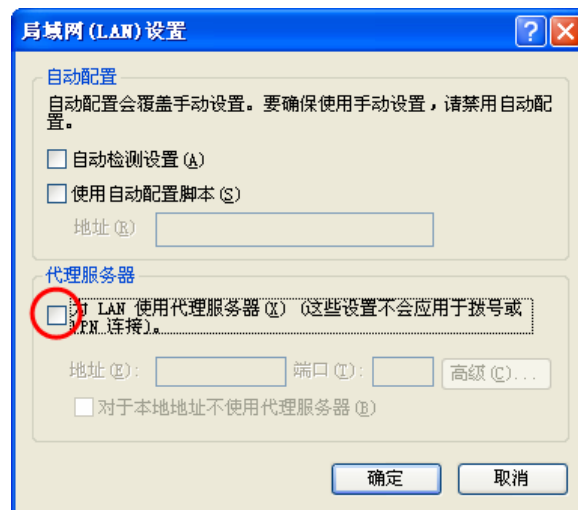 局域网(LAN)设置
自动配置
自动配置会覆盖手动设置。要确保使用手动设置，请禁用自动配
置。
自动检测设置(A)
使用自动配置脚本(S)
地址(R)
代理服务器
对 LAN 使用代理服务器(X) (这些设置不会应用于拨号或
VPN 连接)。
地址(E): 端口(T): 高级(C)...
对于本地地址不使用代理服务器(B)
确定 取消